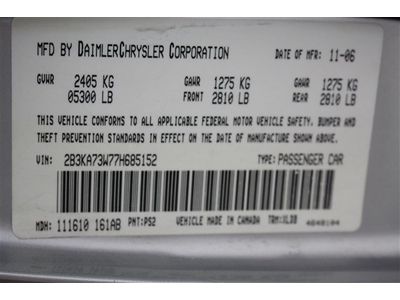 MFD BY DAIMLERCHRYSLER CORPORATION DATE OF MFR: 11-06
GVWR 2405 KG GAWR 1275 KG GAWR 1275 KG
05300 LB FRONT 2810 LB REAR 2810 LB
THIS VEHICLE CONFORMS TO ALL APPLICABLE FEDERAL MOTOR VEHICLE SAFETY, BUMPER AND
THEFT PREVENTION STANDARDS IN EFFECT ON THE DATE OF MANUFACTURE SHOWN ABOVE.
VIN: 2B3KA73W77H685152 TYPE: PASSENGER CAR
MDH: 111610 161AB PNT: PS2 VEHICLE MADE IN CANADA TRM: XLDB
4648104